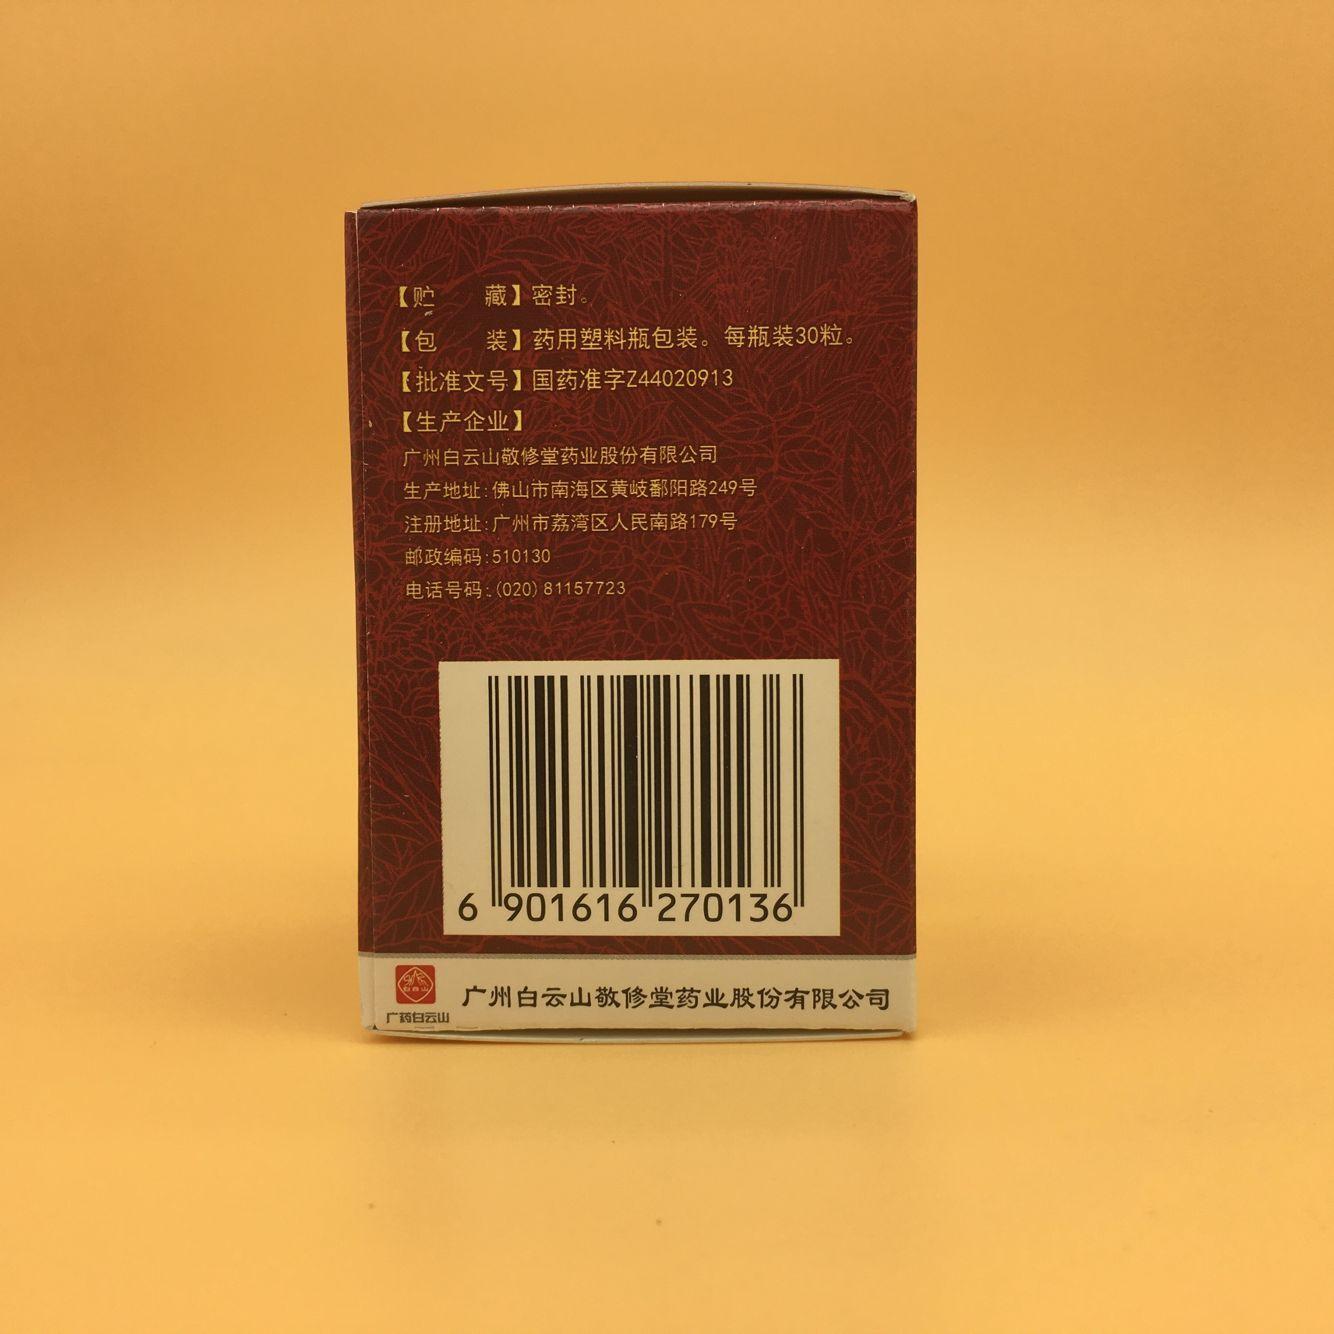 【贮　　藏】密封。
【包　　装】药用塑料瓶包装。每瓶装30粒。
【批准文号】国药准字Z44020913
【生产企业】
广州白云山敬修堂药业股份有限公司
生产地址:佛山市南海区黄岐鄱阳路249号
注册地址:广州市荔湾区人民南路179号
邮政编码:510130
电话号码:(020)81157723
6 901616 270136
白云山
广药白云山
广州白云山敬修堂药业股份有限公司